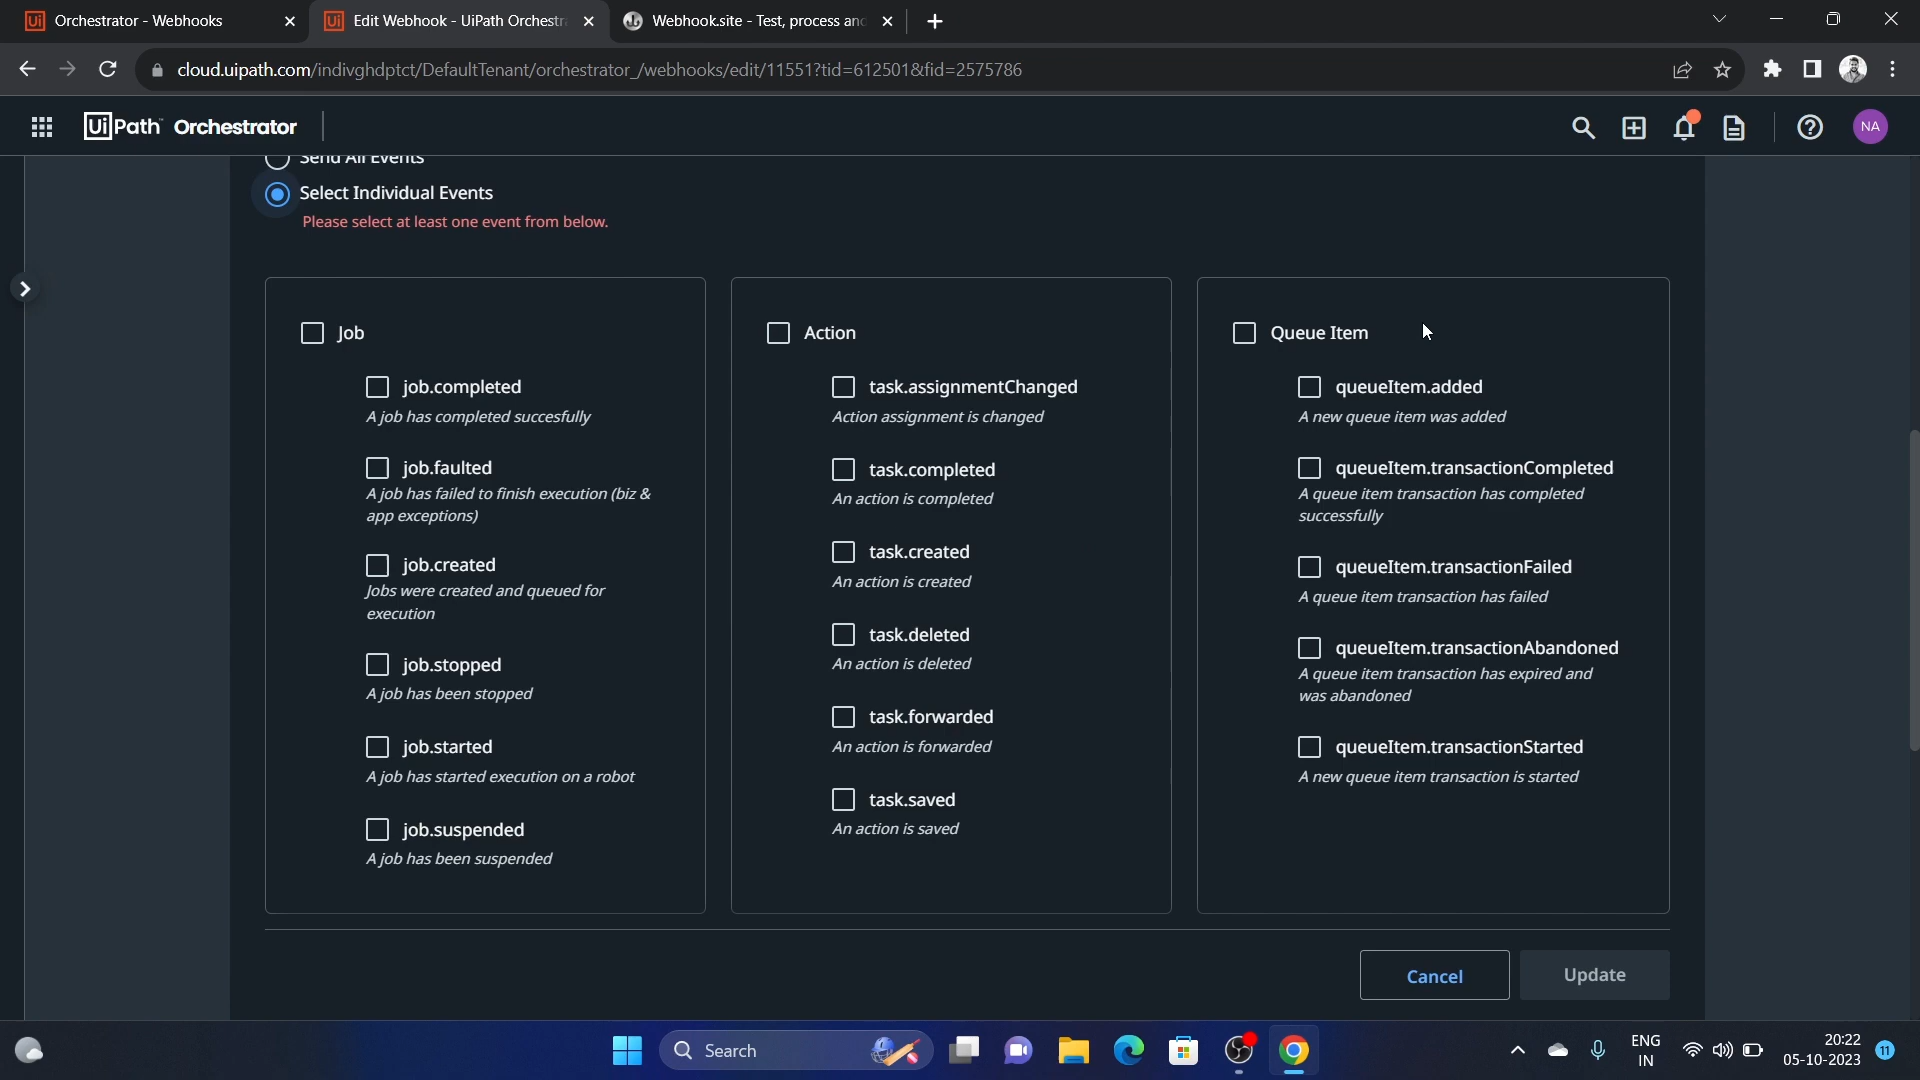 Orchestrator - Webhooks
Edit Webhook - UiPath Orchestr
Webhook.site - Test, process and
cloud.uipath.com/indivghdptct/DefaultTenant/orchestrator_/webhooks/edit/11551?tid=612501&fid=2575786
UiPath Orchestrator
NA
Send All Events
Select Individual Events
Please select at least one event from below.
Job
job.completed
A job has completed succesfully
job.faulted
A job has failed to finish execution (biz &
app exceptions)
job.created
Jobs were created and queued for
execution
job.stopped
A job has been stopped
job.started
A job has started execution on a robot
job.suspended
A job has been suspended
Action
task.assignmentChanged
Action assignment is changed
task.completed
An action is completed
task.created
An action is created
task.deleted
An action is deleted
task.forwarded
An action is forwarded
task.saved
An action is saved
Queue Item
queueItem.added
A new queue item was added
queueItem.transactionCompleted
A queue item transaction has completed
successfully
queueItem.transactionFailed
A queue item transaction has failed
queueItem.transactionAbandoned
A queue item transaction has expired and
was abandoned
queueItem.transactionStarted
A new queue item transaction is started
Cancel
Update
Search
ENG
IN
20:22
05-10-2023
11